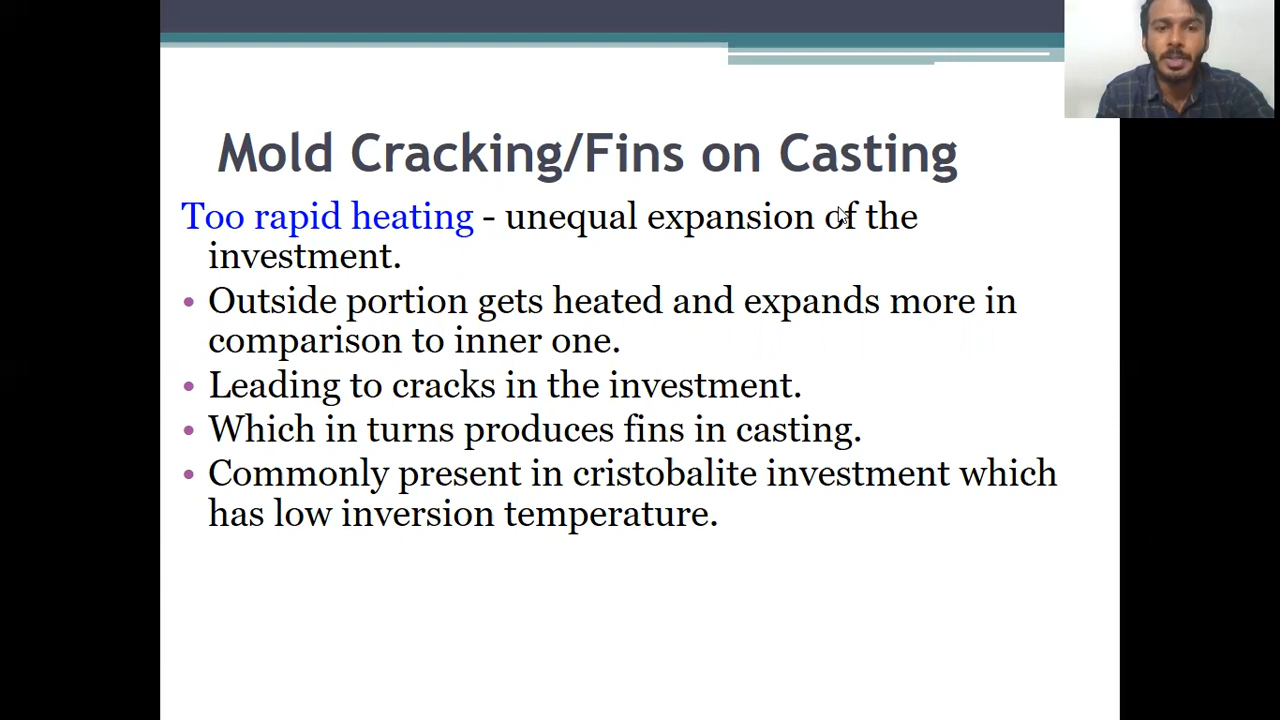 Mold Cracking/Fins on Casting
Too rapid heating - unequal expansion of the
investment.
• Outside portion gets heated and expands more in
comparison to inner one.
• Leading to cracks in the investment.
• Which in turns produces fins in casting.
• Commonly present in cristobalite investment which
has low inversion temperature.